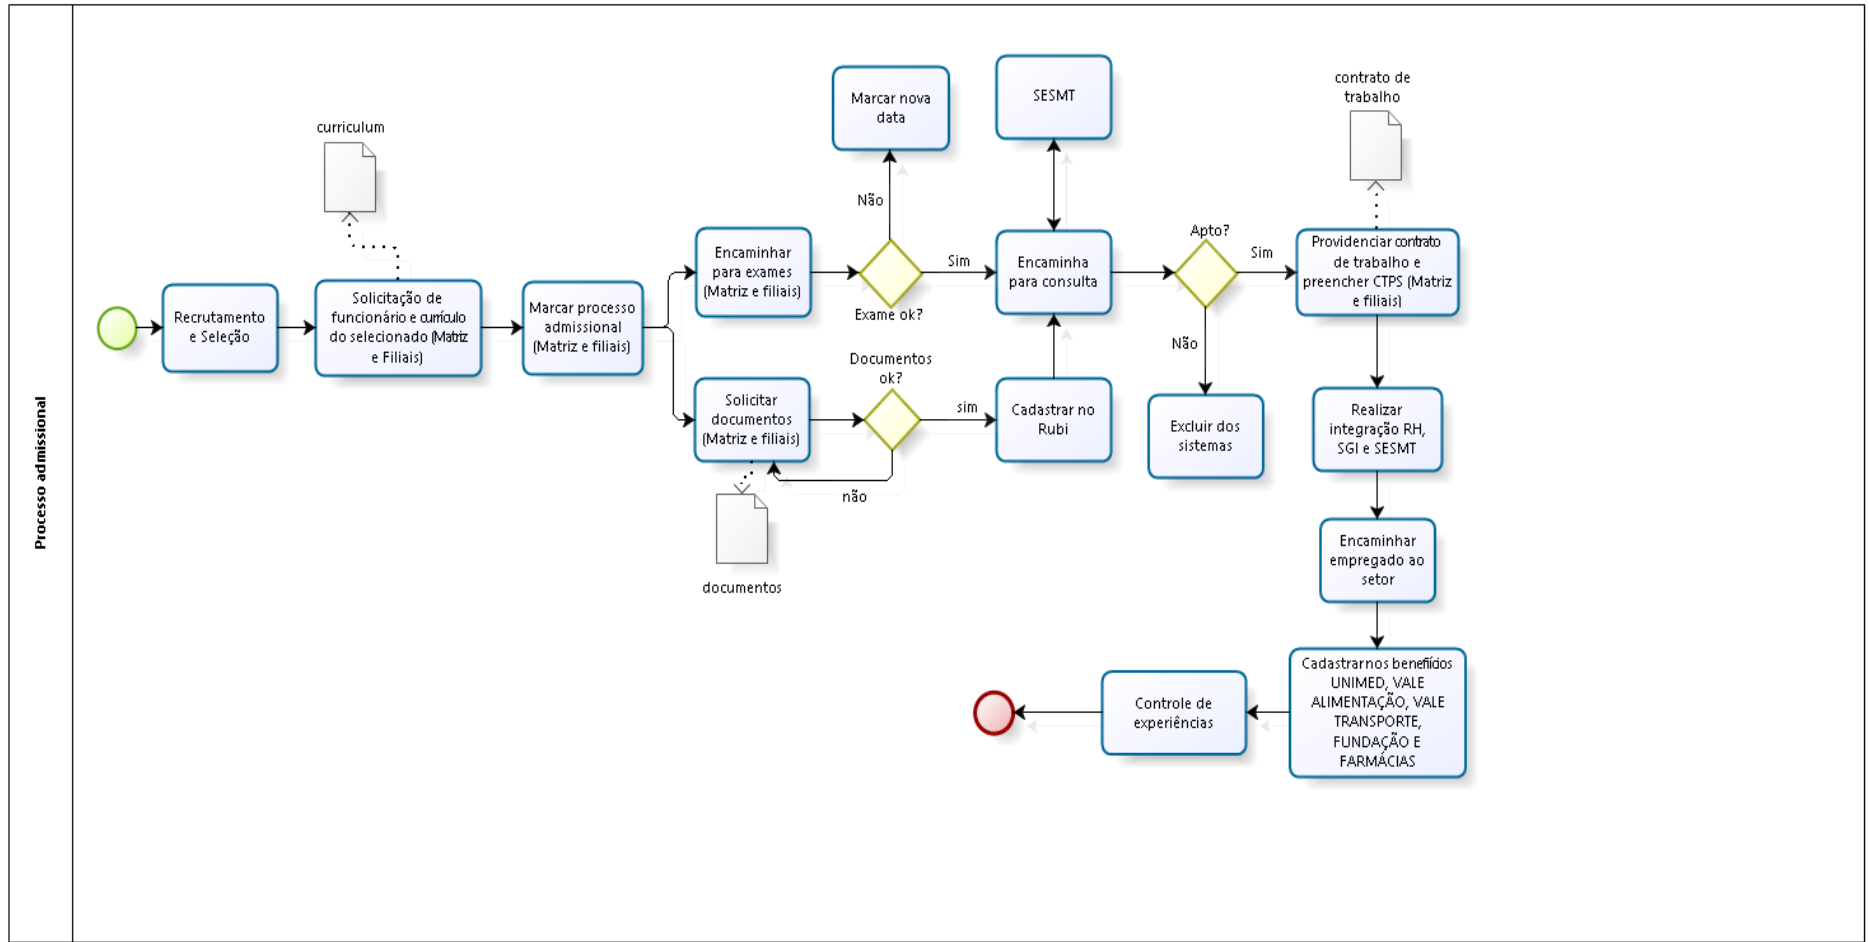 Processo admissional
Recrutamento
e Seleção
curriculum
Solicitação de
funcionário e currículo
do selecionado (Matriz
e Filiais)
Marcar processo
admissional
(Matriz e filiais)
Encaminhar
para exames
(Matriz e filiais)
Exame ok?
Não
Marcar nova
data
Sim
Solicitar
documentos
(Matriz e filiais)
documentos
Documentos
ok?
não
sim
Cadastrar no
Rubi
Encaminha
para consulta
SESMT
Apto?
Não
Excluir dos
sistemas
Sim
Providenciar contrato
de trabalho e
preencher CTPS (Matriz
e filiais)
contrato de
trabalho
Realizar
integração RH,
SGI e SESMT
Encaminhar
empregado ao
setor
Cadastrar nos benefíicios
UNIMED, VALE
ALIMENTAÇÃO, VALE
TRANSPORTE,
FUNDAÇÃO E
FARMÁCIAS
Controle de
experiências